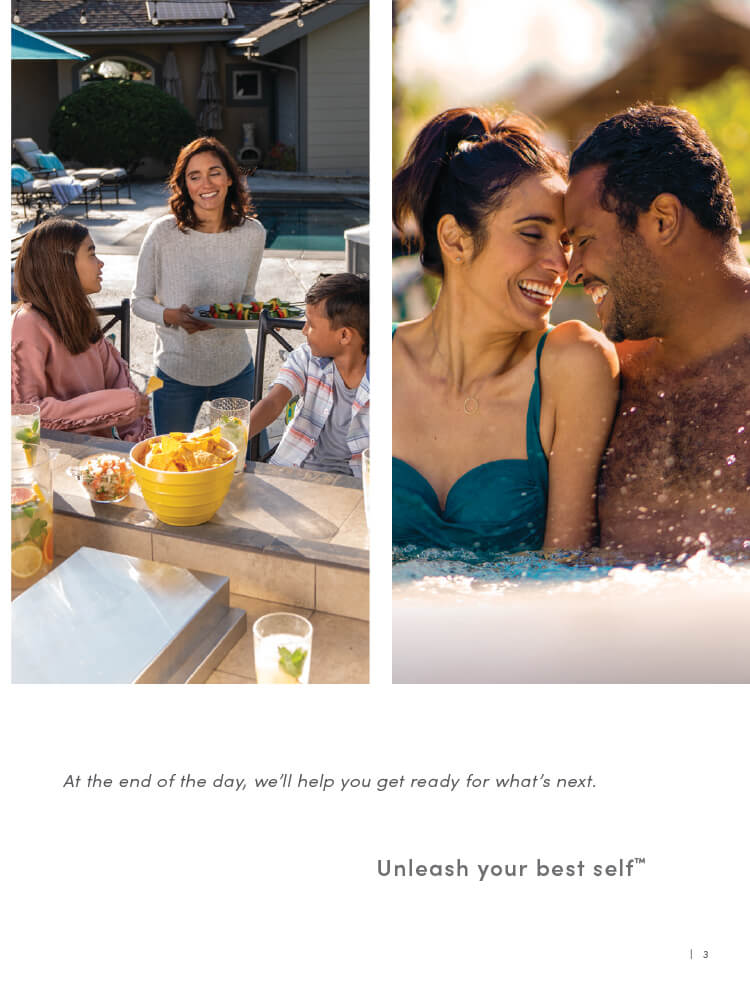 At the end of the day, we’ll help you get ready for what’s next.
Unleash your best self™
| 3